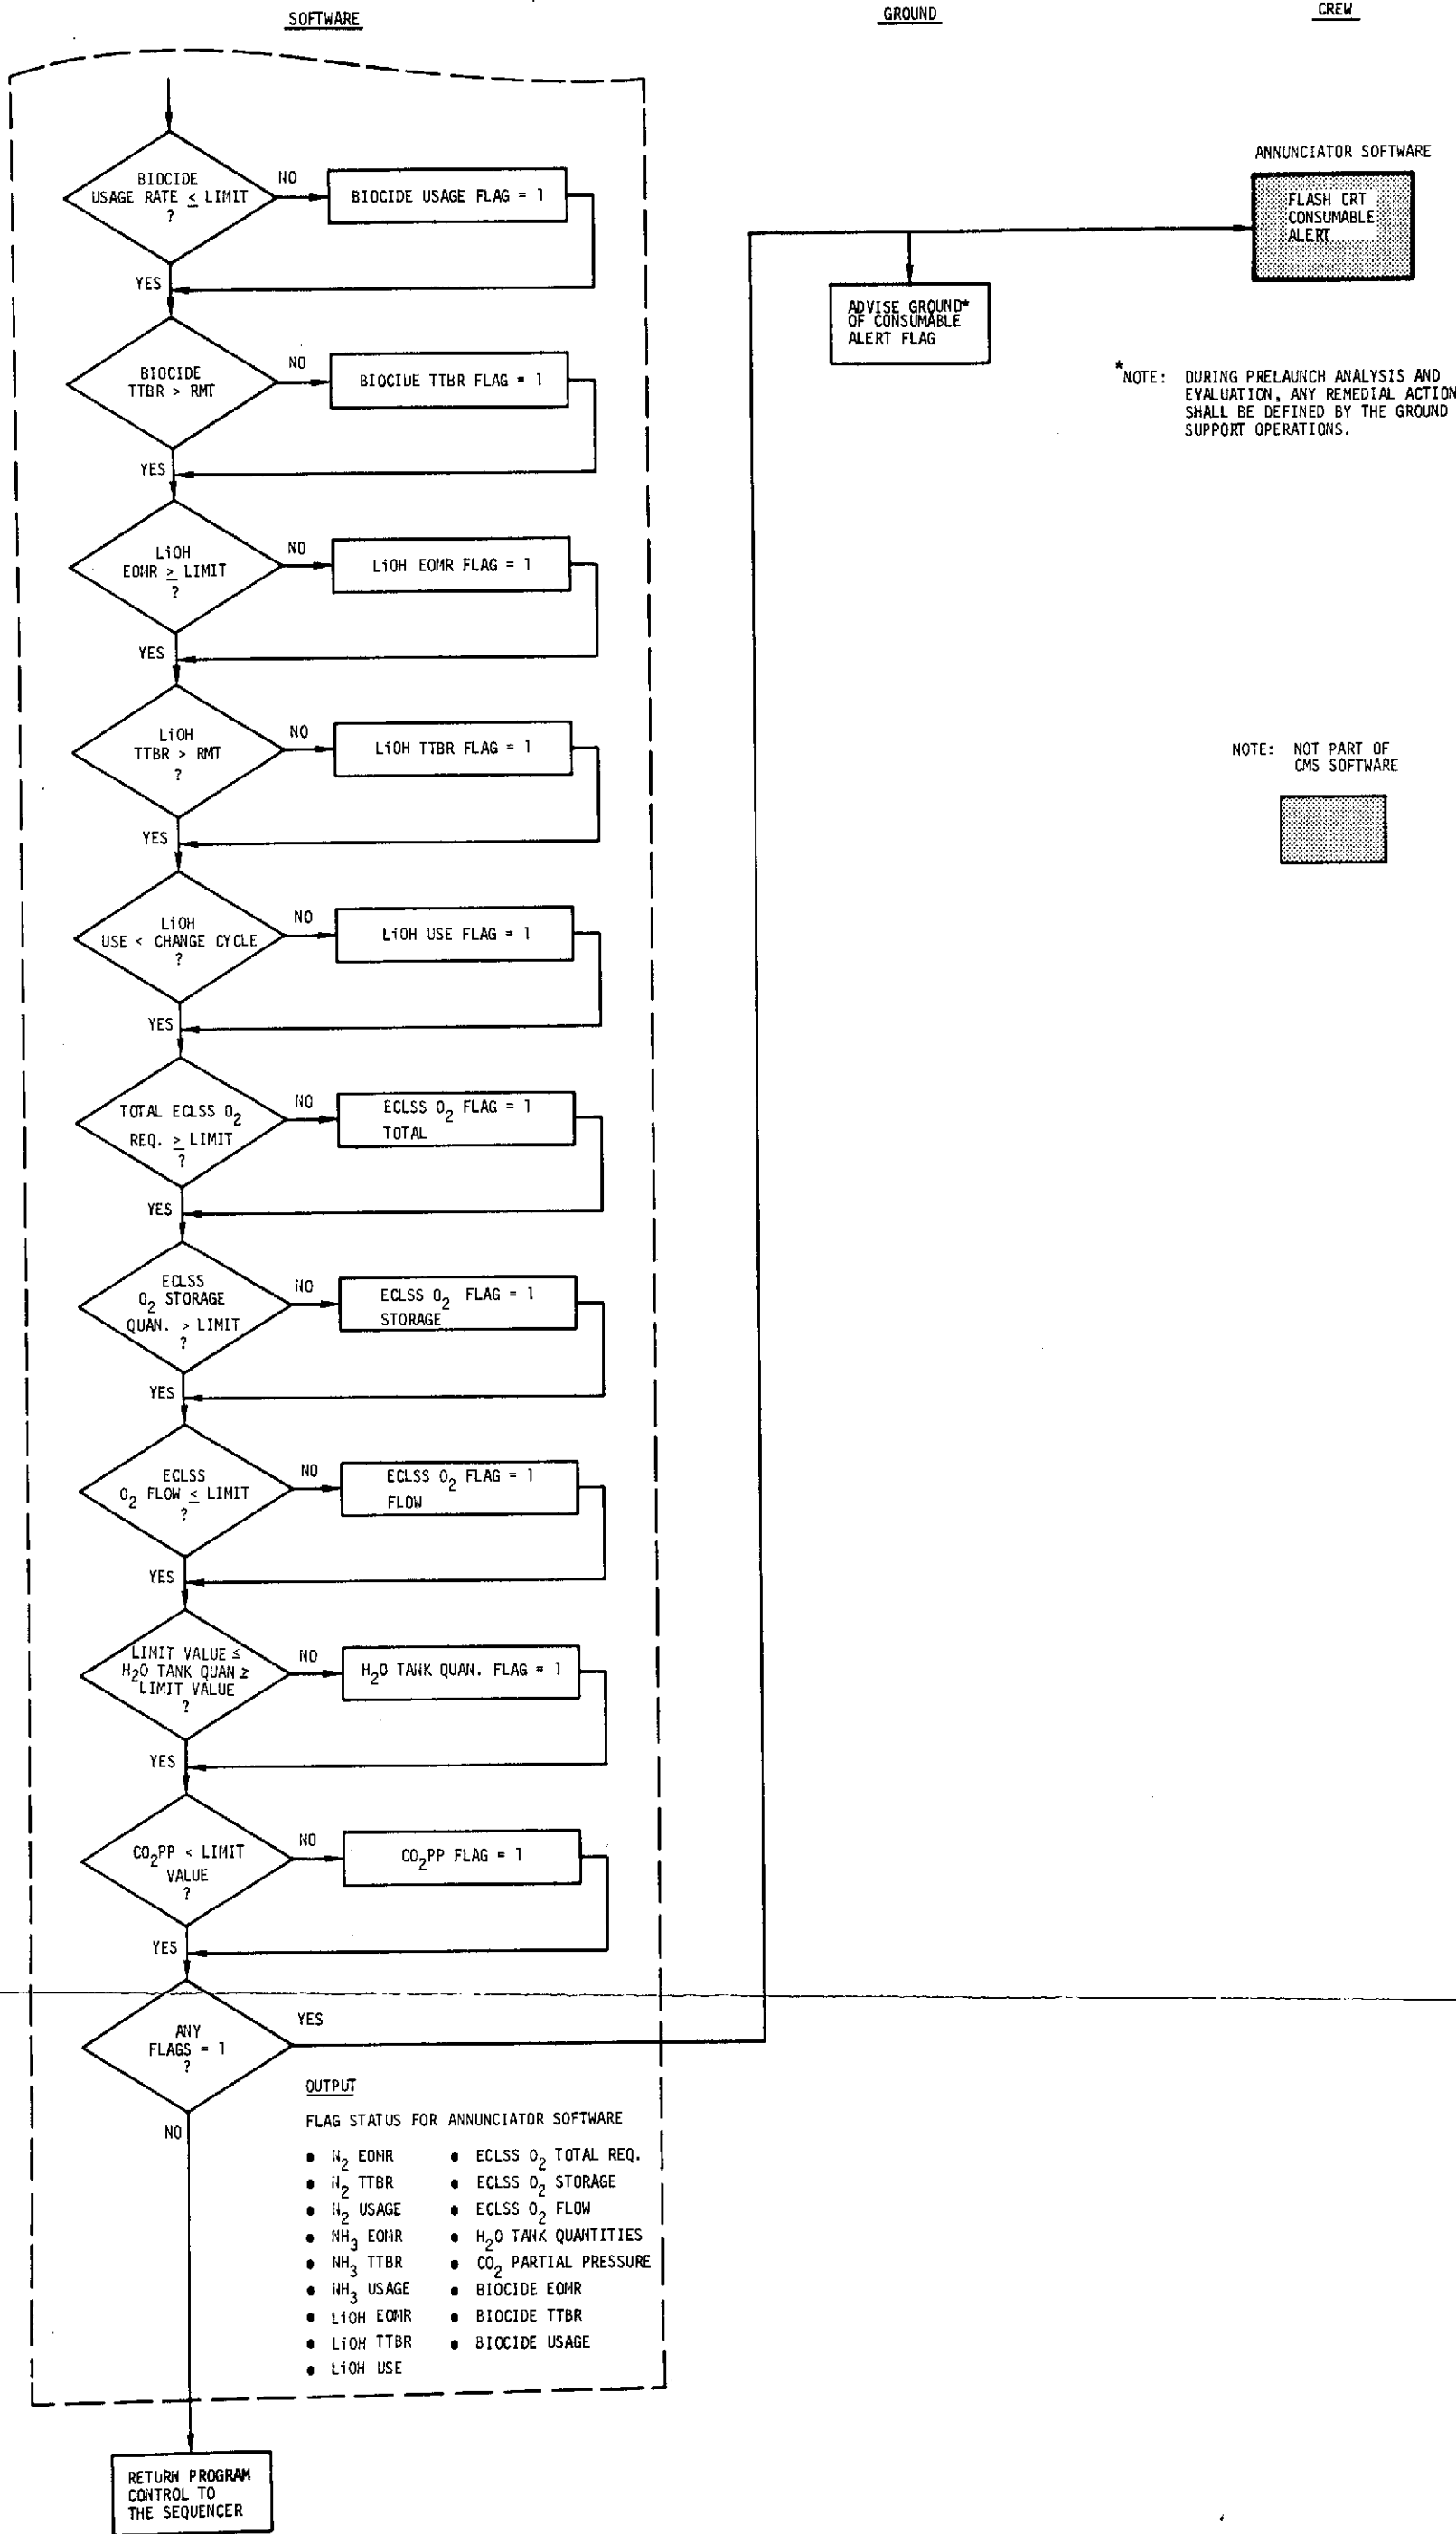 SOFTWARE
GROUND
CREW
BIOCIDE
USAGE RATE ≤ LIMIT
?
NO
BIOCIDE USAGE FLAG = 1
YES
ANNUNCIATOR SOFTWARE
FLASH CRT
CONSUMABLE
ALERT
ADVISE GROUND*
OF CONSUMABLE
ALERT FLAG
*NOTE: DURING PRELAUNCH ANALYSIS AND
EVALUATION, ANY REMEDIAL ACTION
SHALL BE DEFINED BY THE GROUND
SUPPORT OPERATIONS.
BIOCIDE
TTBR > RMT
?
NO
BIOCIDE TTBR FLAG = 1
YES
LiOH
EOMR ≥ LIMIT
?
NO
LiOH EOMR FLAG = 1
YES
LiOH
TTBR > RMT
?
NO
LiOH TTBR FLAG = 1
YES
NOTE: NOT PART OF
CMS SOFTWARE
LiOH
USE < CHANGE CYCLE
?
NO
LiOH USE FLAG = 1
YES
TOTAL ECLSS O₂
REQ. ≥ LIMIT
?
NO
ECLSS O₂ FLAG = 1
TOTAL
YES
ECLSS
O₂ STORAGE
QUAN. > LIMIT
?
NO
ECLSS O₂ FLAG = 1
STORAGE
YES
ECLSS
O₂ FLOW ≤ LIMIT
?
NO
ECLSS O₂ FLAG = 1
FLOW
YES
LIMIT VALUE ≤
H₂O TANK QUAN ≥
LIMIT VALUE
?
NO
H₂O TANK QUAN. FLAG = 1
YES
CO₂PP < LIMIT
VALUE
?
NO
CO₂PP FLAG = 1
YES
ANY
FLAGS = 1
?
YES
NO
OUTPUT
FLAG STATUS FOR ANNUNCIATOR SOFTWARE
• N₂ EOMR
• N₂ TTBR
• N₂ USAGE
• NH₃ EOMR
• NH₃ TTBR
• NH₃ USAGE
• LiOH EOMR
• LiOH TTBR
• LiOH USE
• ECLSS O₂ TOTAL REQ.
• ECLSS O₂ STORAGE
• ECLSS O₂ FLOW
• H₂O TANK QUANTITIES
• CO₂ PARTIAL PRESSURE
• BIOCIDE EOMR
• BIOCIDE TTBR
• BIOCIDE USAGE
RETURN PROGRAM
CONTROL TO
THE SEQUENCER